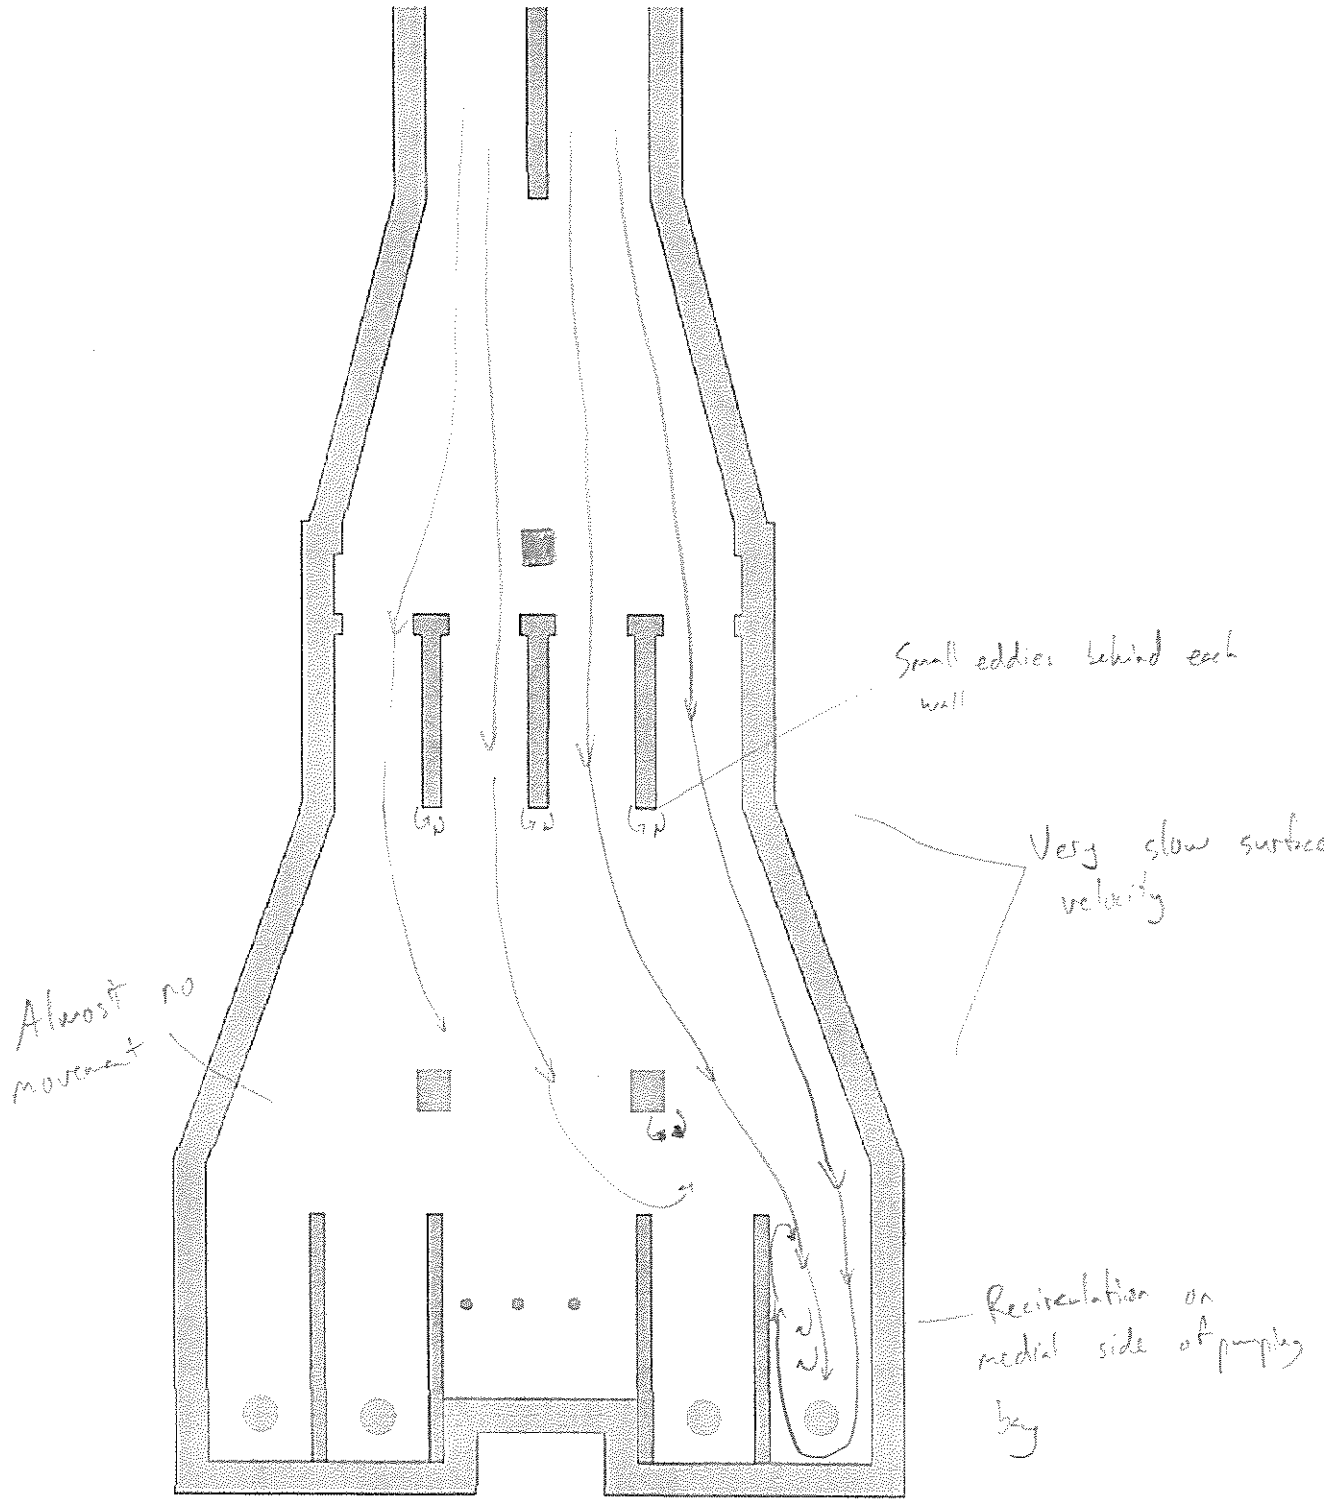 Small eddies behind each
wall
Very slow surface
velocity
Almost no
movement
Recirculation on
medial side of pumping
bay